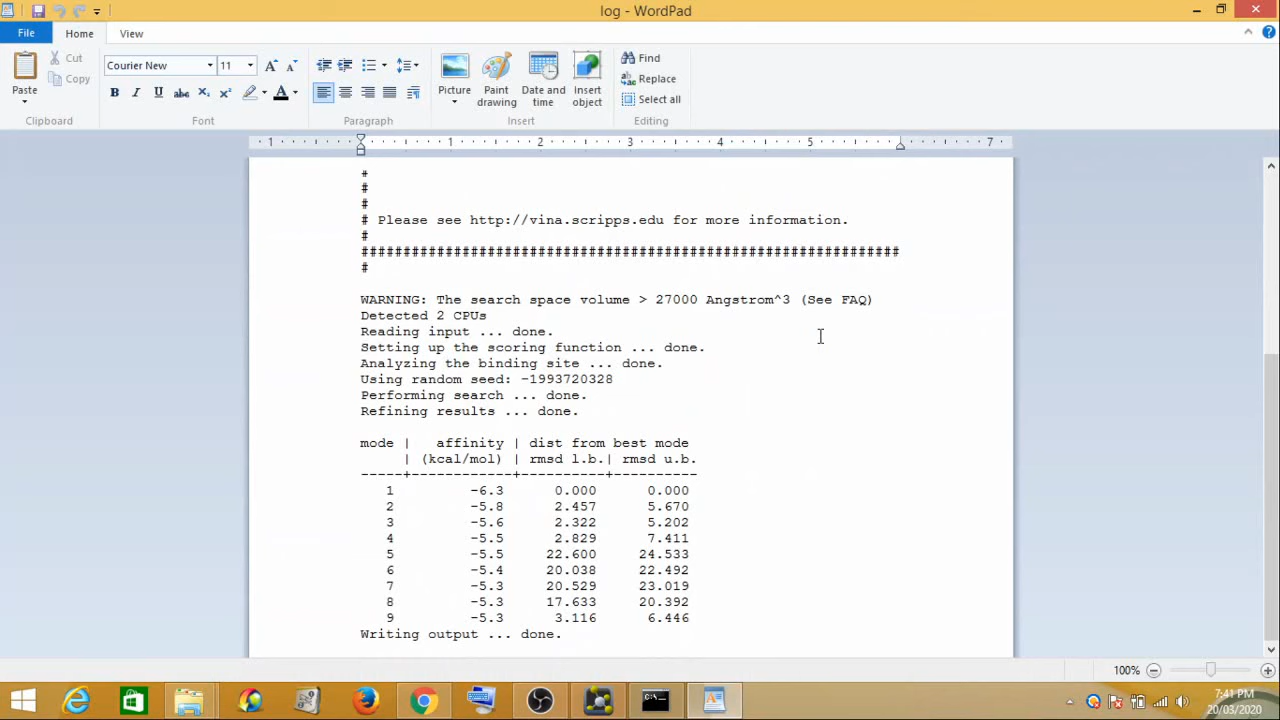 log - WordPad
File
Home
View
Paste
Cut
Copy
Clipboard
Courier New
11
Font
Paragraph
Picture
Paint drawing
Date and time
Insert object
Insert
Find
Replace
Select all
Editing
1 1 2 3 4 5 7
#
#
#
# Please see http://vina.scripps.edu for more information.
#
################################################################
#
WARNING: The search space volume > 27000 Angstrom^3 (See FAQ)
Detected 2 CPUs
Reading input ... done.
Setting up the scoring function ... done.
Analyzing the binding site ... done.
Using random seed: -1993720328
Performing search ... done.
Refining results ... done.
mode | affinity | dist from best mode
| (kcal/mol) | rmsd l.b.| rmsd u.b.
-----+------------+----------+----------
1 -6.3 0.000 0.000
2 -5.8 2.457 5.670
3 -5.6 2.322 5.202
4 -5.5 2.829 7.411
5 -5.5 22.600 24.533
6 -5.4 20.038 22.492
7 -5.3 20.529 23.019
8 -5.3 17.633 20.392
9 -5.3 3.116 6.446
Writing output ... done.
100%
7:41 PM
20/03/2020